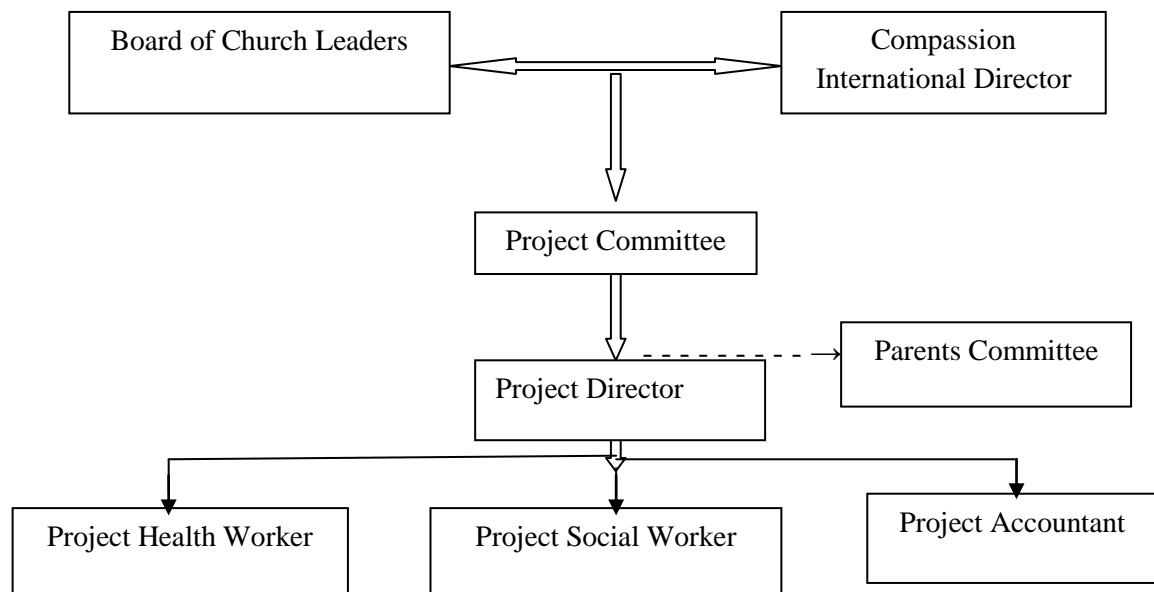 Board of Church Leaders
Compassion
International Director
Project Committee
Parents Committee
Project Director
Project Health Worker
Project Social Worker
Project Accountant